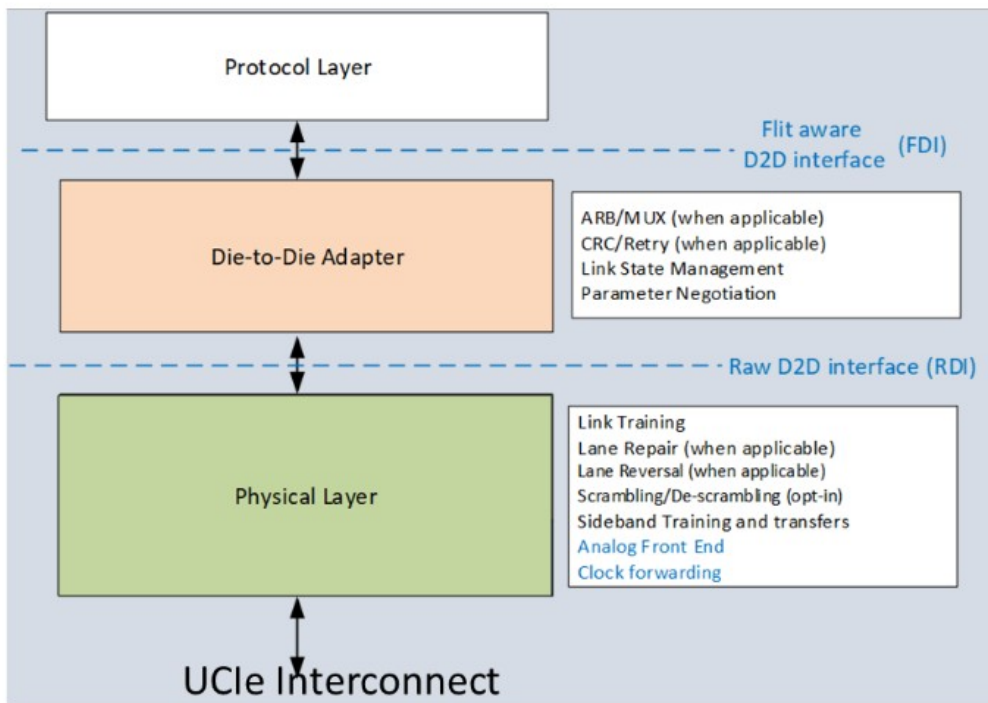 Protocol Layer
Flit aware
D2D interface (FDI)
Die-to-Die Adapter
ARB/MUX (when applicable)
CRC/Retry (when applicable)
Link State Management
Parameter Negotiation
Raw D2D interface (RDI)
Physical Layer
Link Training
Lane Repair (when applicable)
Lane Reversal (when applicable)
Scrambling/De-scrambling (opt-in)
Sideband Training and transfers
Analog Front End
Clock forwarding
UCIe Interconnect